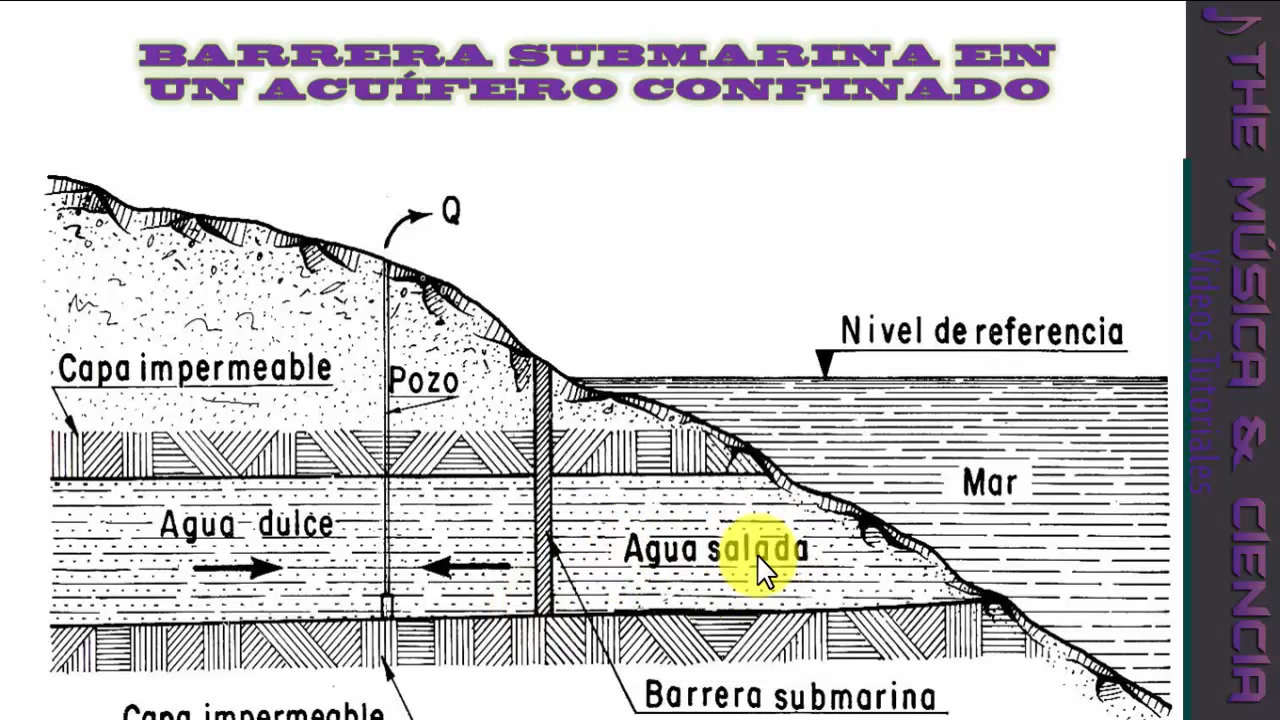 BARRERA SUBMARINA EN
UN ACUÍFERO CONFINADO
Q
Nivel de referencia
Capa impermeable
Pozo
Mar
Agua dulce
Agua salada
Barrera submarina
Capa impermeable
THE MÚSICA & CIENCIA
Videos Tutoriales